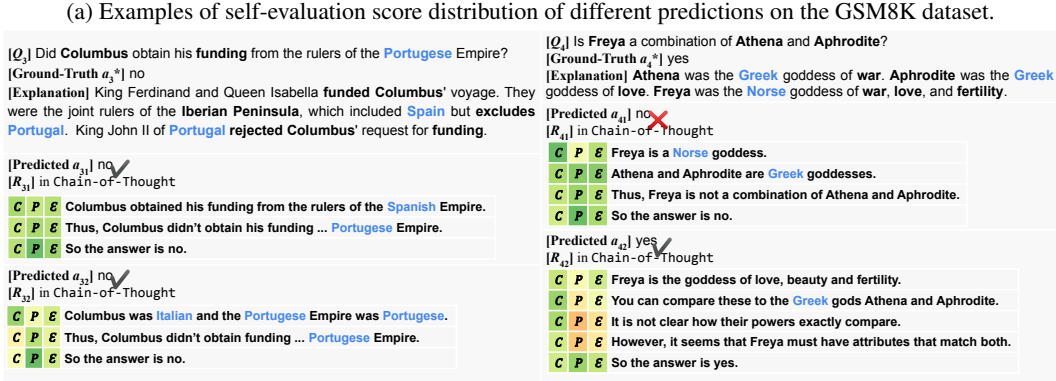 (a) Examples of self-evaluation score distribution of different predictions on the GSM8K dataset.
[Q3] Did Columbus obtain his funding from the rulers of the Portugese Empire?
[Ground-Truth a3*] no
[Explanation] King Ferdinand and Queen Isabella funded Columbus' voyage. They
were the joint rulers of the Iberian Peninsula, which included Spain but excludes
Portugal. King John II of Portugal rejected Columbus' request for funding.
[Predicted a31] no
[R31] in Chain-of-Thought
C P E Columbus obtained his funding from the rulers of the Spanish Empire.
C P E Thus, Columbus didn't obtain his funding ... Portugese Empire.
C P E So the answer is no.
[Predicted a32] no
[R32] in Chain-of-Thought
C P E Columbus was Italian and the Portugese Empire was Portugese.
C P E Thus, Columbus didn't obtain funding ... Portugese Empire.
C P E So the answer is no.
[Q4] Is Freya a combination of Athena and Aphrodite?
[Ground-Truth a4*] yes
[Explanation] Athena was the Greek goddess of war. Aphrodite was the Greek
goddess of love. Freya was the Norse goddess of war, love, and fertility.
[Predicted a41] no
[R41] in Chain-of-Thought
C P E Freya is a Norse goddess.
C P E Athena and Aphrodite are Greek goddesses.
C P E Thus, Freya is not a combination of Athena and Aphrodite.
C P E So the answer is no.
[Predicted a42] yes
[R42] in Chain-of-Thought
C P E Freya is the goddess of love, beauty and fertility.
C P E You can compare these to the Greek gods Athena and Aphrodite.
C P E It is not clear how their powers exactly compare.
C P E However, it seems that Freya must have attributes that match both.
C P E So the answer is yes.